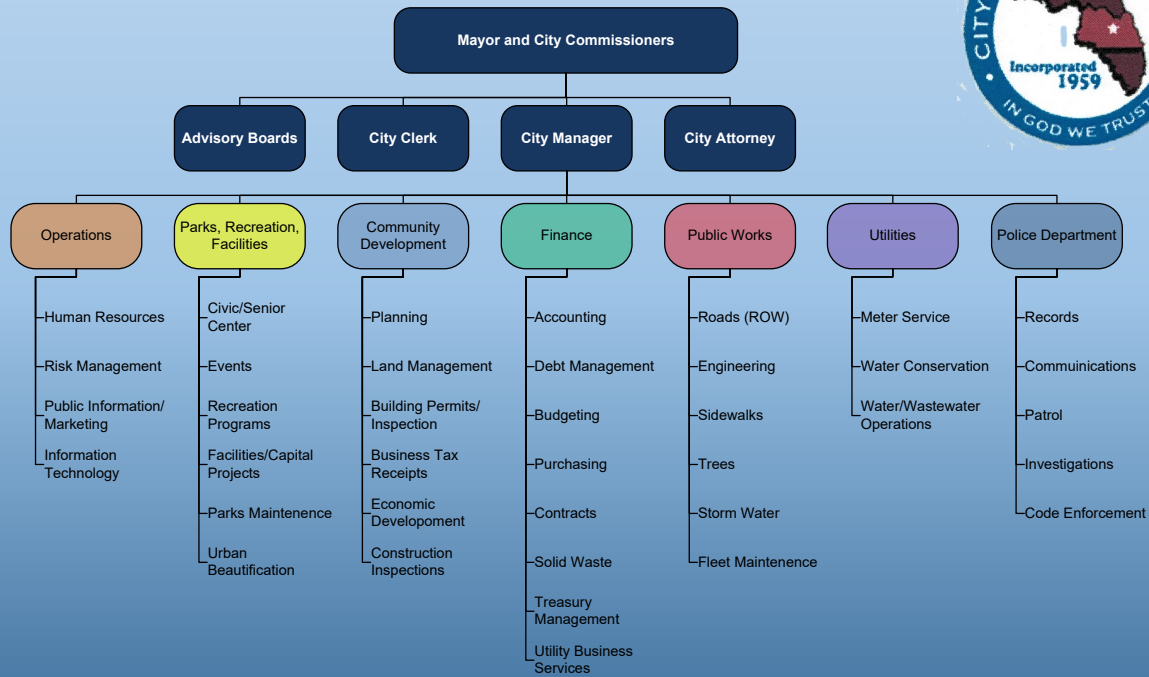 Mayor and City Commissioners
CITY
Incorporated
1959
IN GOD WE TRUST
Advisory Boards
City Clerk
City Manager
City Attorney
Operations
Parks, Recreation,
Facilities
Community
Development
Finance
Public Works
Utilities
Police Department
Human Resources
Risk Management
Public Information/
Marketing
Information
Technology
Civic/Senior
Center
Events
Recreation
Programs
Facilities/Capital
Projects
Parks Maintenence
Urban
Beautification
Planning
Land Management
Building Permits/
Inspection
Business Tax
Receipts
Economic
Developoment
Construction
Inspections
Accounting
Debt Management
Budgeting
Purchasing
Contracts
Solid Waste
Treasury
Management
Utility Business
Services
Roads (ROW)
Engineering
Sidewalks
Trees
Storm Water
Fleet Maintenence
Meter Service
Water Conservation
Water/Wastewater
Operations
Records
Commuinications
Patrol
Investigations
Code Enforcement